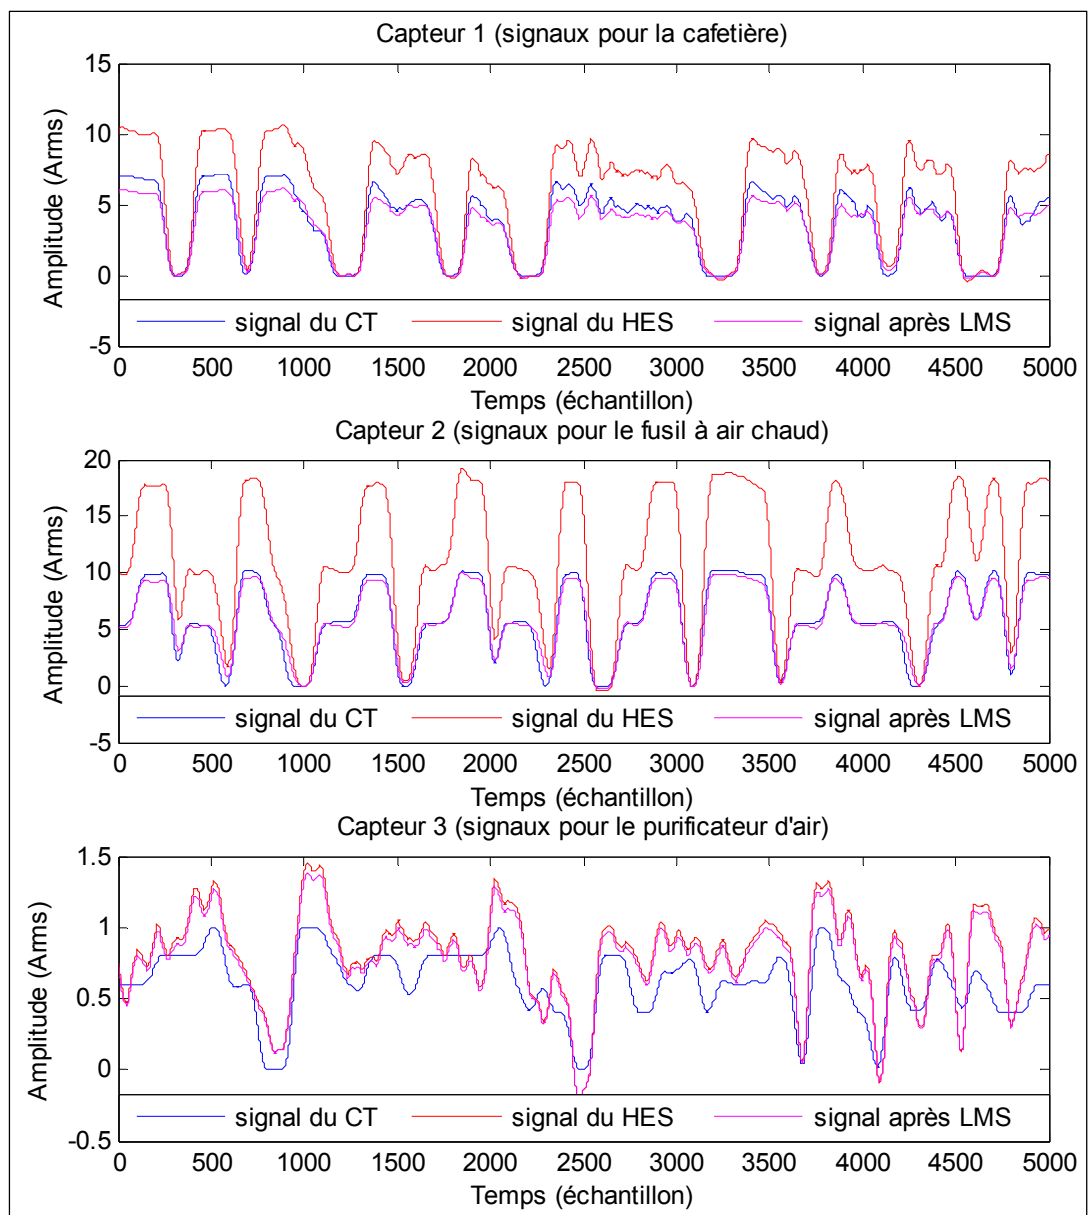 Capteur 1 (signaux pour la cafetière)
15
10
5
0
-5
Amplitude (Arms)
signal du CT signal du HES signal après LMS
0 500 1000 1500 2000 2500 3000 3500 4000 4500 5000
Temps (échantillon)
Capteur 2 (signaux pour le fusil à air chaud)
20
15
10
5
0
-5
Amplitude (Arms)
signal du CT signal du HES signal après LMS
0 500 1000 1500 2000 2500 3000 3500 4000 4500 5000
Temps (échantillon)
Capteur 3 (signaux pour le purificateur d'air)
1.5
1
0.5
0
-0.5
Amplitude (Arms)
signal du CT signal du HES signal après LMS
0 500 1000 1500 2000 2500 3000 3500 4000 4500 5000
Temps (échantillon)